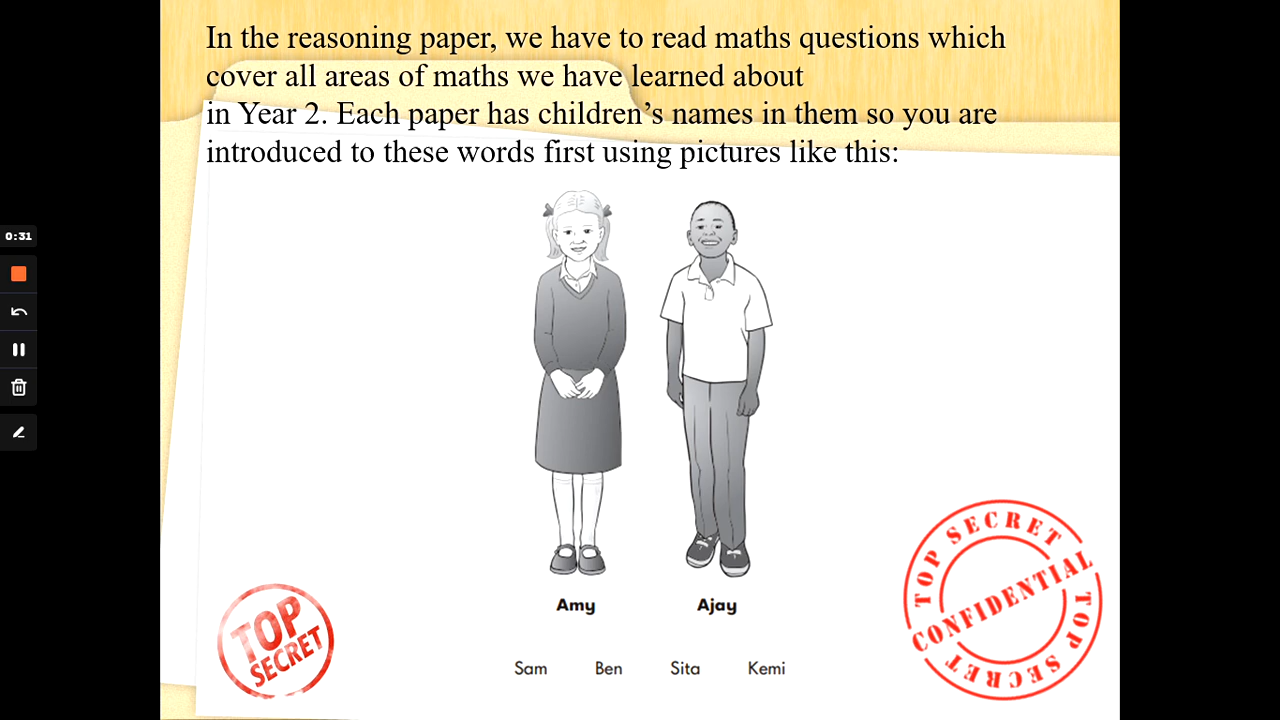 In the reasoning paper, we have to read maths questions which
cover all areas of maths we have learned about
in Year 2. Each paper has children’s names in them so you are
introduced to these words first using pictures like this:
0:31
Amy Ajay
Sam Ben Sita Kemi
TOP
SECRET
TOP SECRET
CONFIDENTIAL
TOP SECRET